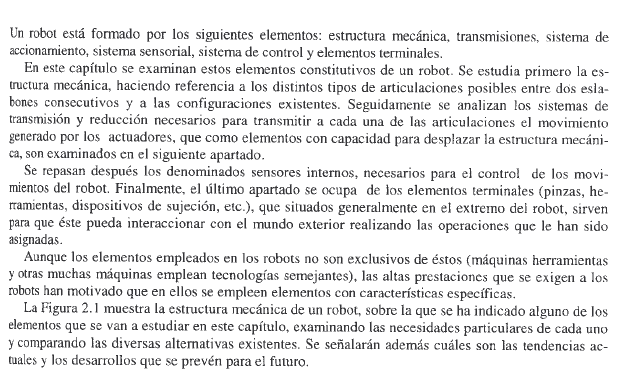 Un robot está formado por los siguientes elementos: estructura mecánica, transmisiones, sistema de
accionamiento, sistema sensorial, sistema de control y elementos terminales.
En este capítulo se examinan estos elementos constitutivos de un robot. Se estudia primero la es-
tructura mecánica, haciendo referencia a los distintos tipos de articulaciones posibles entre dos esla-
bones consecutivos y a las configuraciones existentes. Seguidamente se analizan los sistemas de
transmisión y reducción necesarios para transmitir a cada una de las articulaciones el movimiento
generado por los actuadores, que como elementos con capacidad para desplazar la estructura mecáni-
ca, son examinados en el siguiente apartado.
Se repasan después los denominados sensores internos, necesarios para el control de los movi-
mientos del robot. Finalmente, el último apartado se ocupa de los elementos terminales (pinzas, he-
rramientas, dispositivos de sujeción, etc.), que situados generalmente en el extremo del robot, sirven
para que éste pueda interaccionar con el mundo exterior realizando las operaciones que le han sido
asignadas.
Aunque los elementos empleados en los robots no son exclusivos de éstos (máquinas herramientas
y otras muchas máquinas emplean tecnologías semejantes), las altas prestaciones que se exigen a los
robots han motivado que en ellos se empleen elementos con características específicas.
La Figura 2.1 muestra la estructura mecánica de un robot, sobre la que se ha indicado alguno de los
elementos que se van a estudiar en este capítulo, examinando las necesidades particulares de cada uno
y comparando las diversas alternativas existentes. Se señalarán además cuáles son las tendencias ac-
tuales y los desarrollos que se prevén para el futuro.